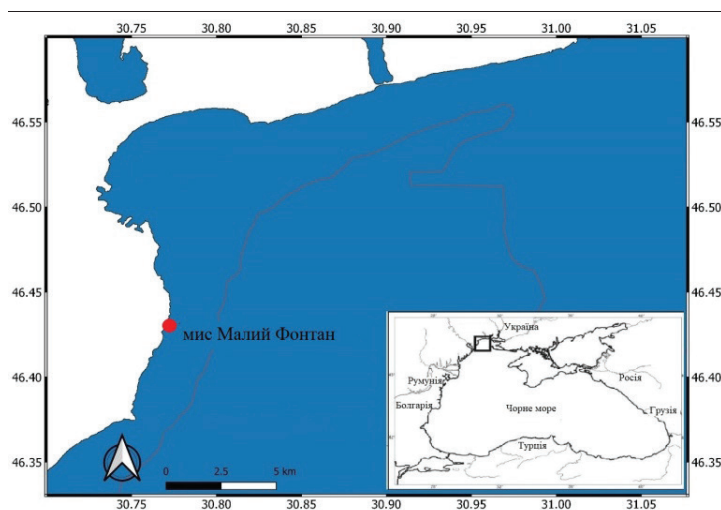 30.75 30.80 30.85 30.90 30.95 31.00 31.05
46.55 46.55
46.50 46.50
46.45 46.45
мис Малий Фонтан
Україна
46.40 46.40
Румунія
Росія
Болгарія
Чорне море
Грузія
Турція
46.35 46.35
0 2.5 5 km
30.75 30.80 30.85 30.90 30.95 31.00 31.05